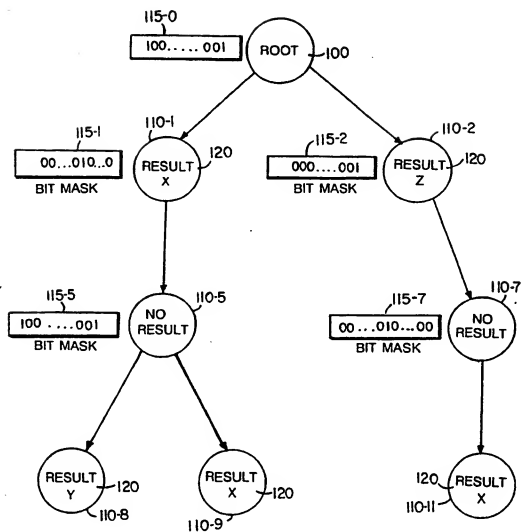 115-0
100.....001
ROOT
100
115-1
110-1
00...010...0
RESULT
X
120
BIT MASK
115-2
110-2
000....001
RESULT
Z
120
BIT MASK
115-5
110-5
100....001
NO
RESULT
BIT MASK
115-7
110-7
00...010...00
NO
RESULT
BIT MASK
RESULT
Y
120
110-8
RESULT
X
120
110-9
120
RESULT
X
110-11